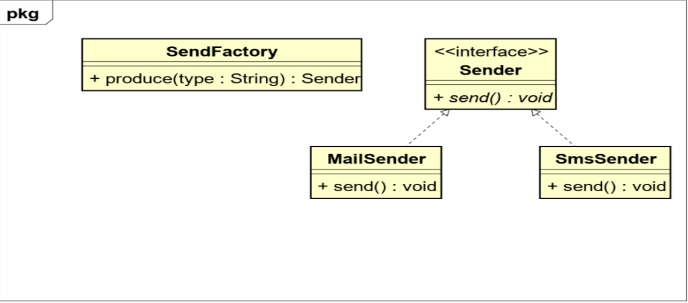 pkg
SendFactory
+ produce(type : String) : Sender
<<interface>>
Sender
+ send() : void
MailSender
+ send() : void
SmsSender
+ send() : void